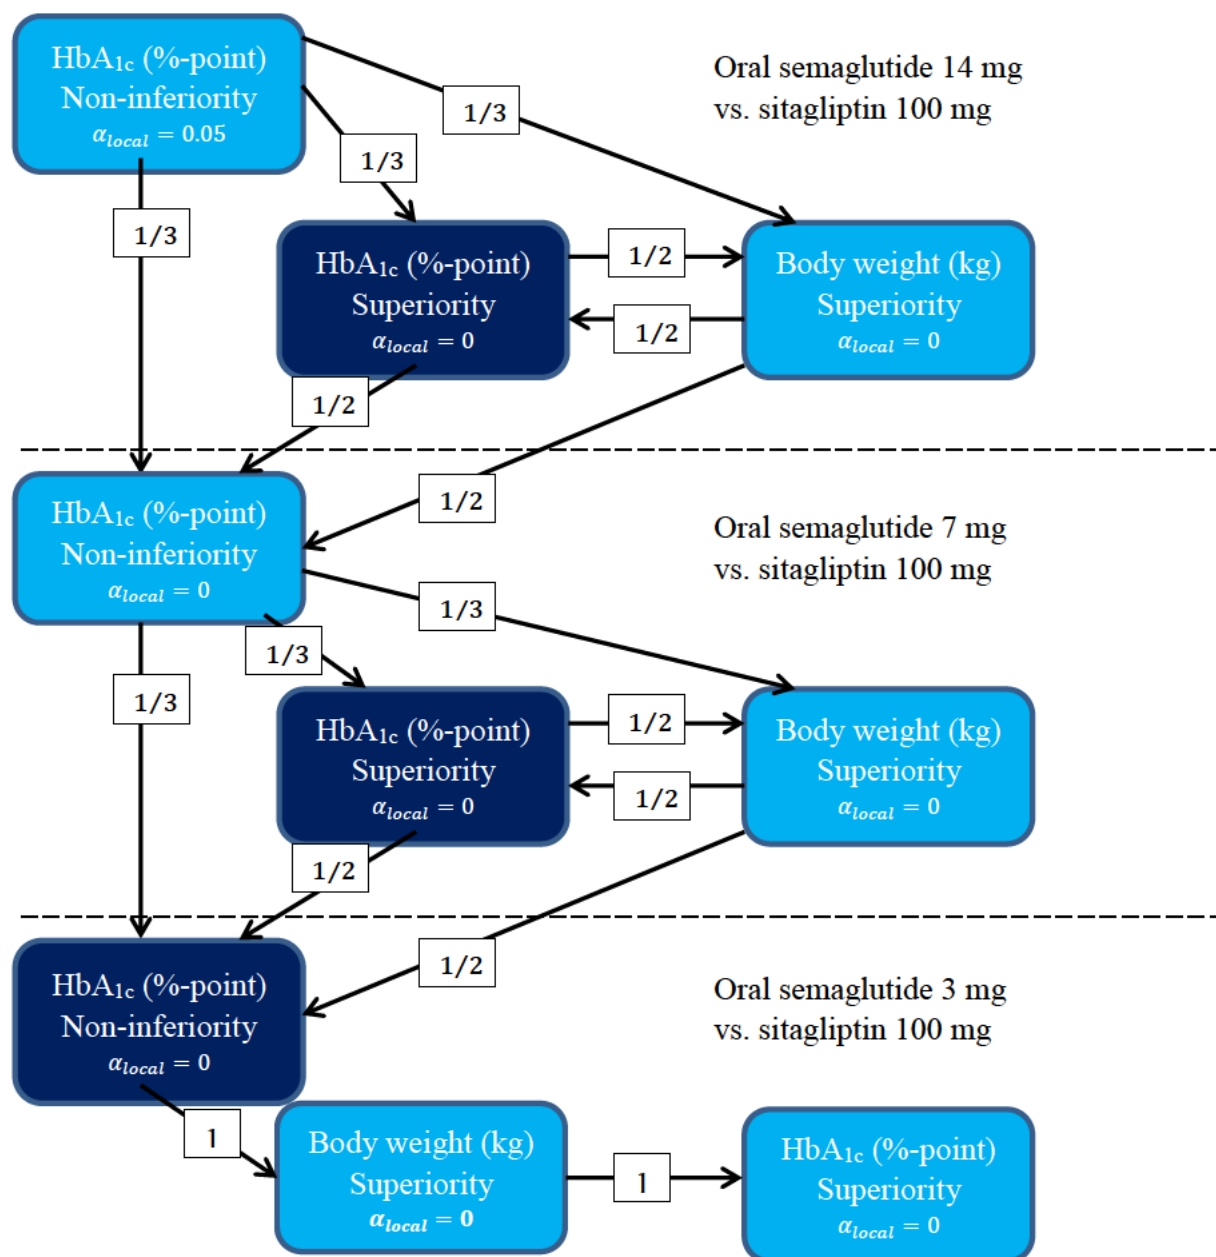 HbA1c (%-point)
Non-inferiority
αlocal = 0.05
Oral semaglutide 14 mg
vs. sitagliptin 100 mg
1/3
1/3
1/3
HbA1c (%-point)
Superiority
αlocal = 0
1/2
1/2
Body weight (kg)
Superiority
αlocal = 0
1/2
1/2
HbA1c (%-point)
Non-inferiority
αlocal = 0
Oral semaglutide 7 mg
vs. sitagliptin 100 mg
1/3
1/3
1/3
HbA1c (%-point)
Superiority
αlocal = 0
1/2
1/2
Body weight (kg)
Superiority
αlocal = 0
1/2
1/2
HbA1c (%-point)
Non-inferiority
αlocal = 0
Oral semaglutide 3 mg
vs. sitagliptin 100 mg
1
Body weight (kg)
Superiority
αlocal = 0
1
HbA1c (%-point)
Superiority
αlocal = 0